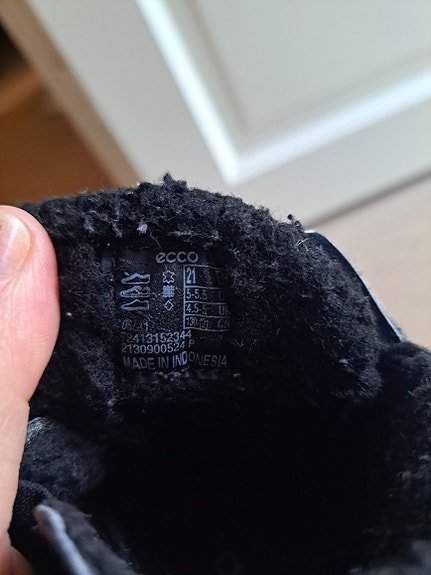 ecco
21
5-5.5
4.5-5 UK
2413152344
2130900524 P
MADE IN INDONESIA